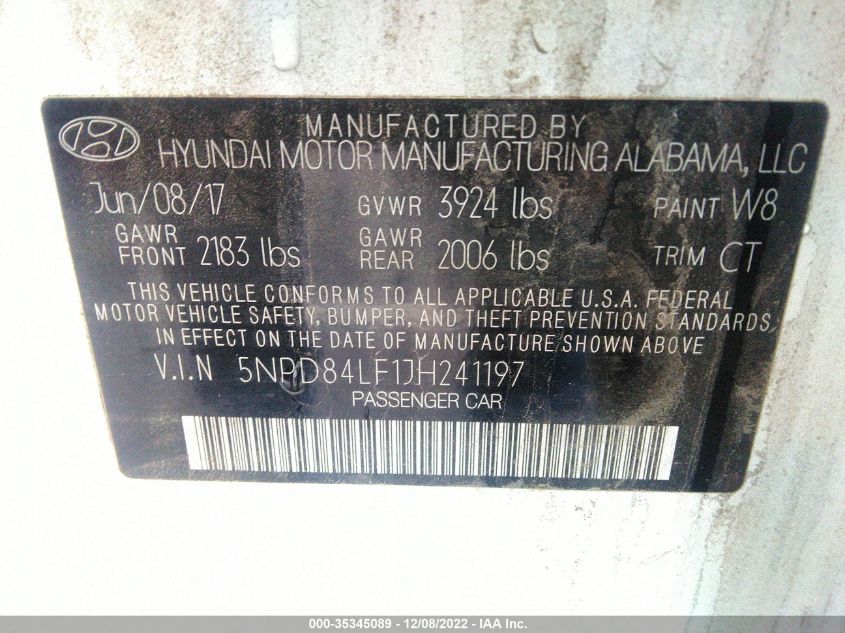 MANUFACTURED BY
HYUNDAI MOTOR MANUFACTURING ALABAMA, LLC
Jun/08/17 GVWR 3924 lbs PAINT W8
GAWR FRONT 2183 lbs GAWR REAR 2006 lbs TRIM CT
THIS VEHICLE CONFORMS TO ALL APPLICABLE U.S.A. FEDERAL
MOTOR VEHICLE SAFETY, BUMPER, AND THEFT PREVENTION STANDARDS
IN EFFECT ON THE DATE OF MANUFACTURE SHOWN ABOVE.
V.I.N 5NPD84LF1JH241197
PASSENGER CAR
000-35345089 - 12/08/2022 - IAA Inc.